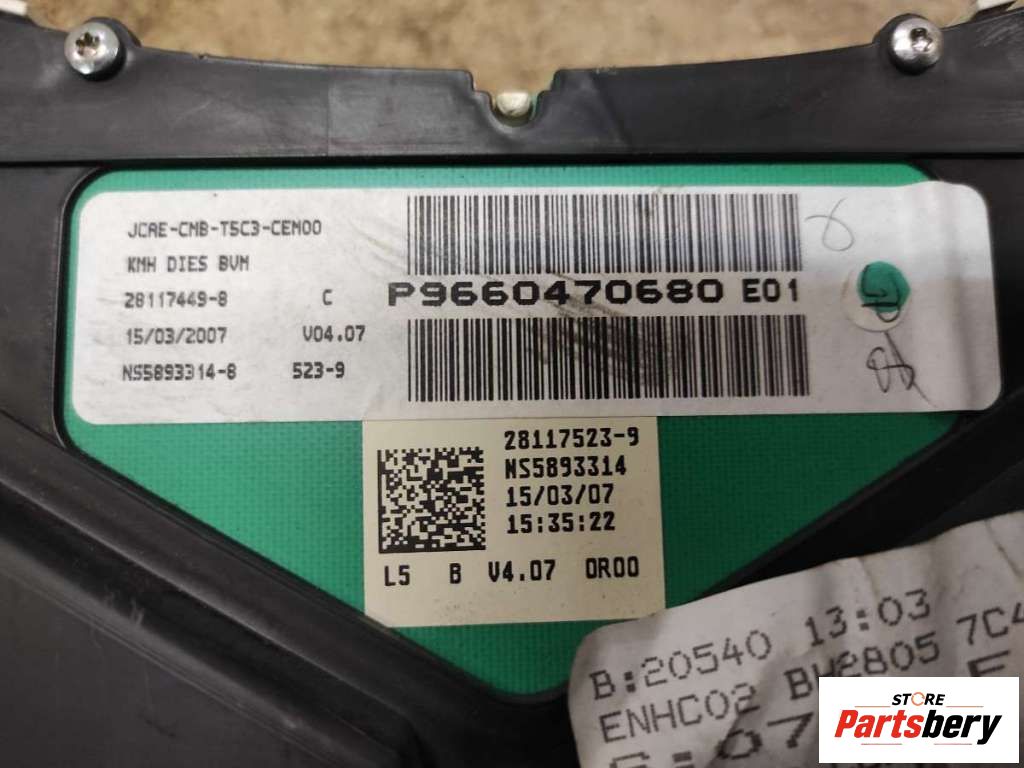 JCAE-CMB-T5C3-CEM00
KMH DIES BVM
28117449-8 C
P9660470680 E01
15/03/2007 V04.07
NS5893314-8 523-9
28117523-9
NS5893314
15/03/07
15:35:22
L5 B V4.07 0R00
B:20540 13:03
ENHC02 7C4
STORE
Partsbery